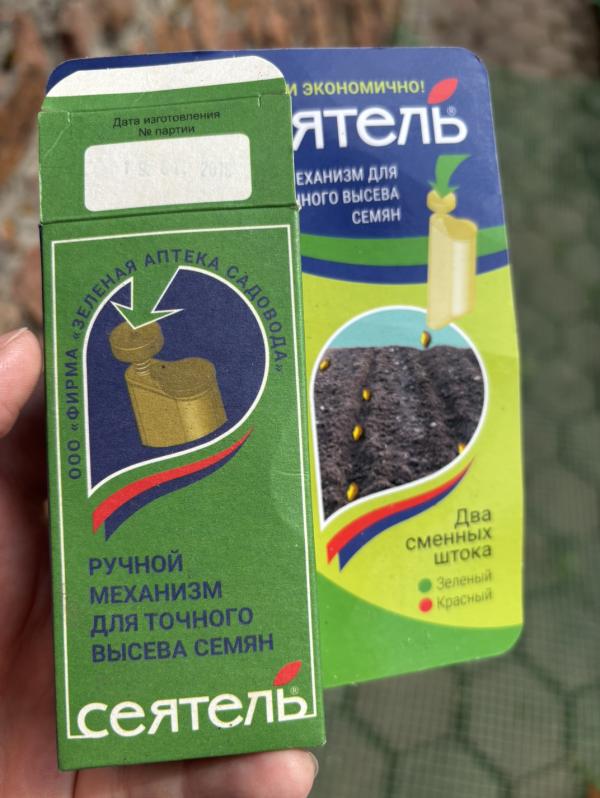 Дата изготовления
№ партии
ООО «ФИРМА «ЗЕЛЕНАЯ АПТЕКА САДОВОДА»
РУЧНОЙ
МЕХАНИЗМ
ДЛЯ ТОЧНОГО
ВЫСЕВА СЕМЯН
сеятель®
И ЭКОНОМИЧНО!
ятель®
ЕХАНИЗМ ДЛЯ
ЧНОГО ВЫСЕВА
СЕМЯН
Два
сменных
штока
Зеленый
Красный